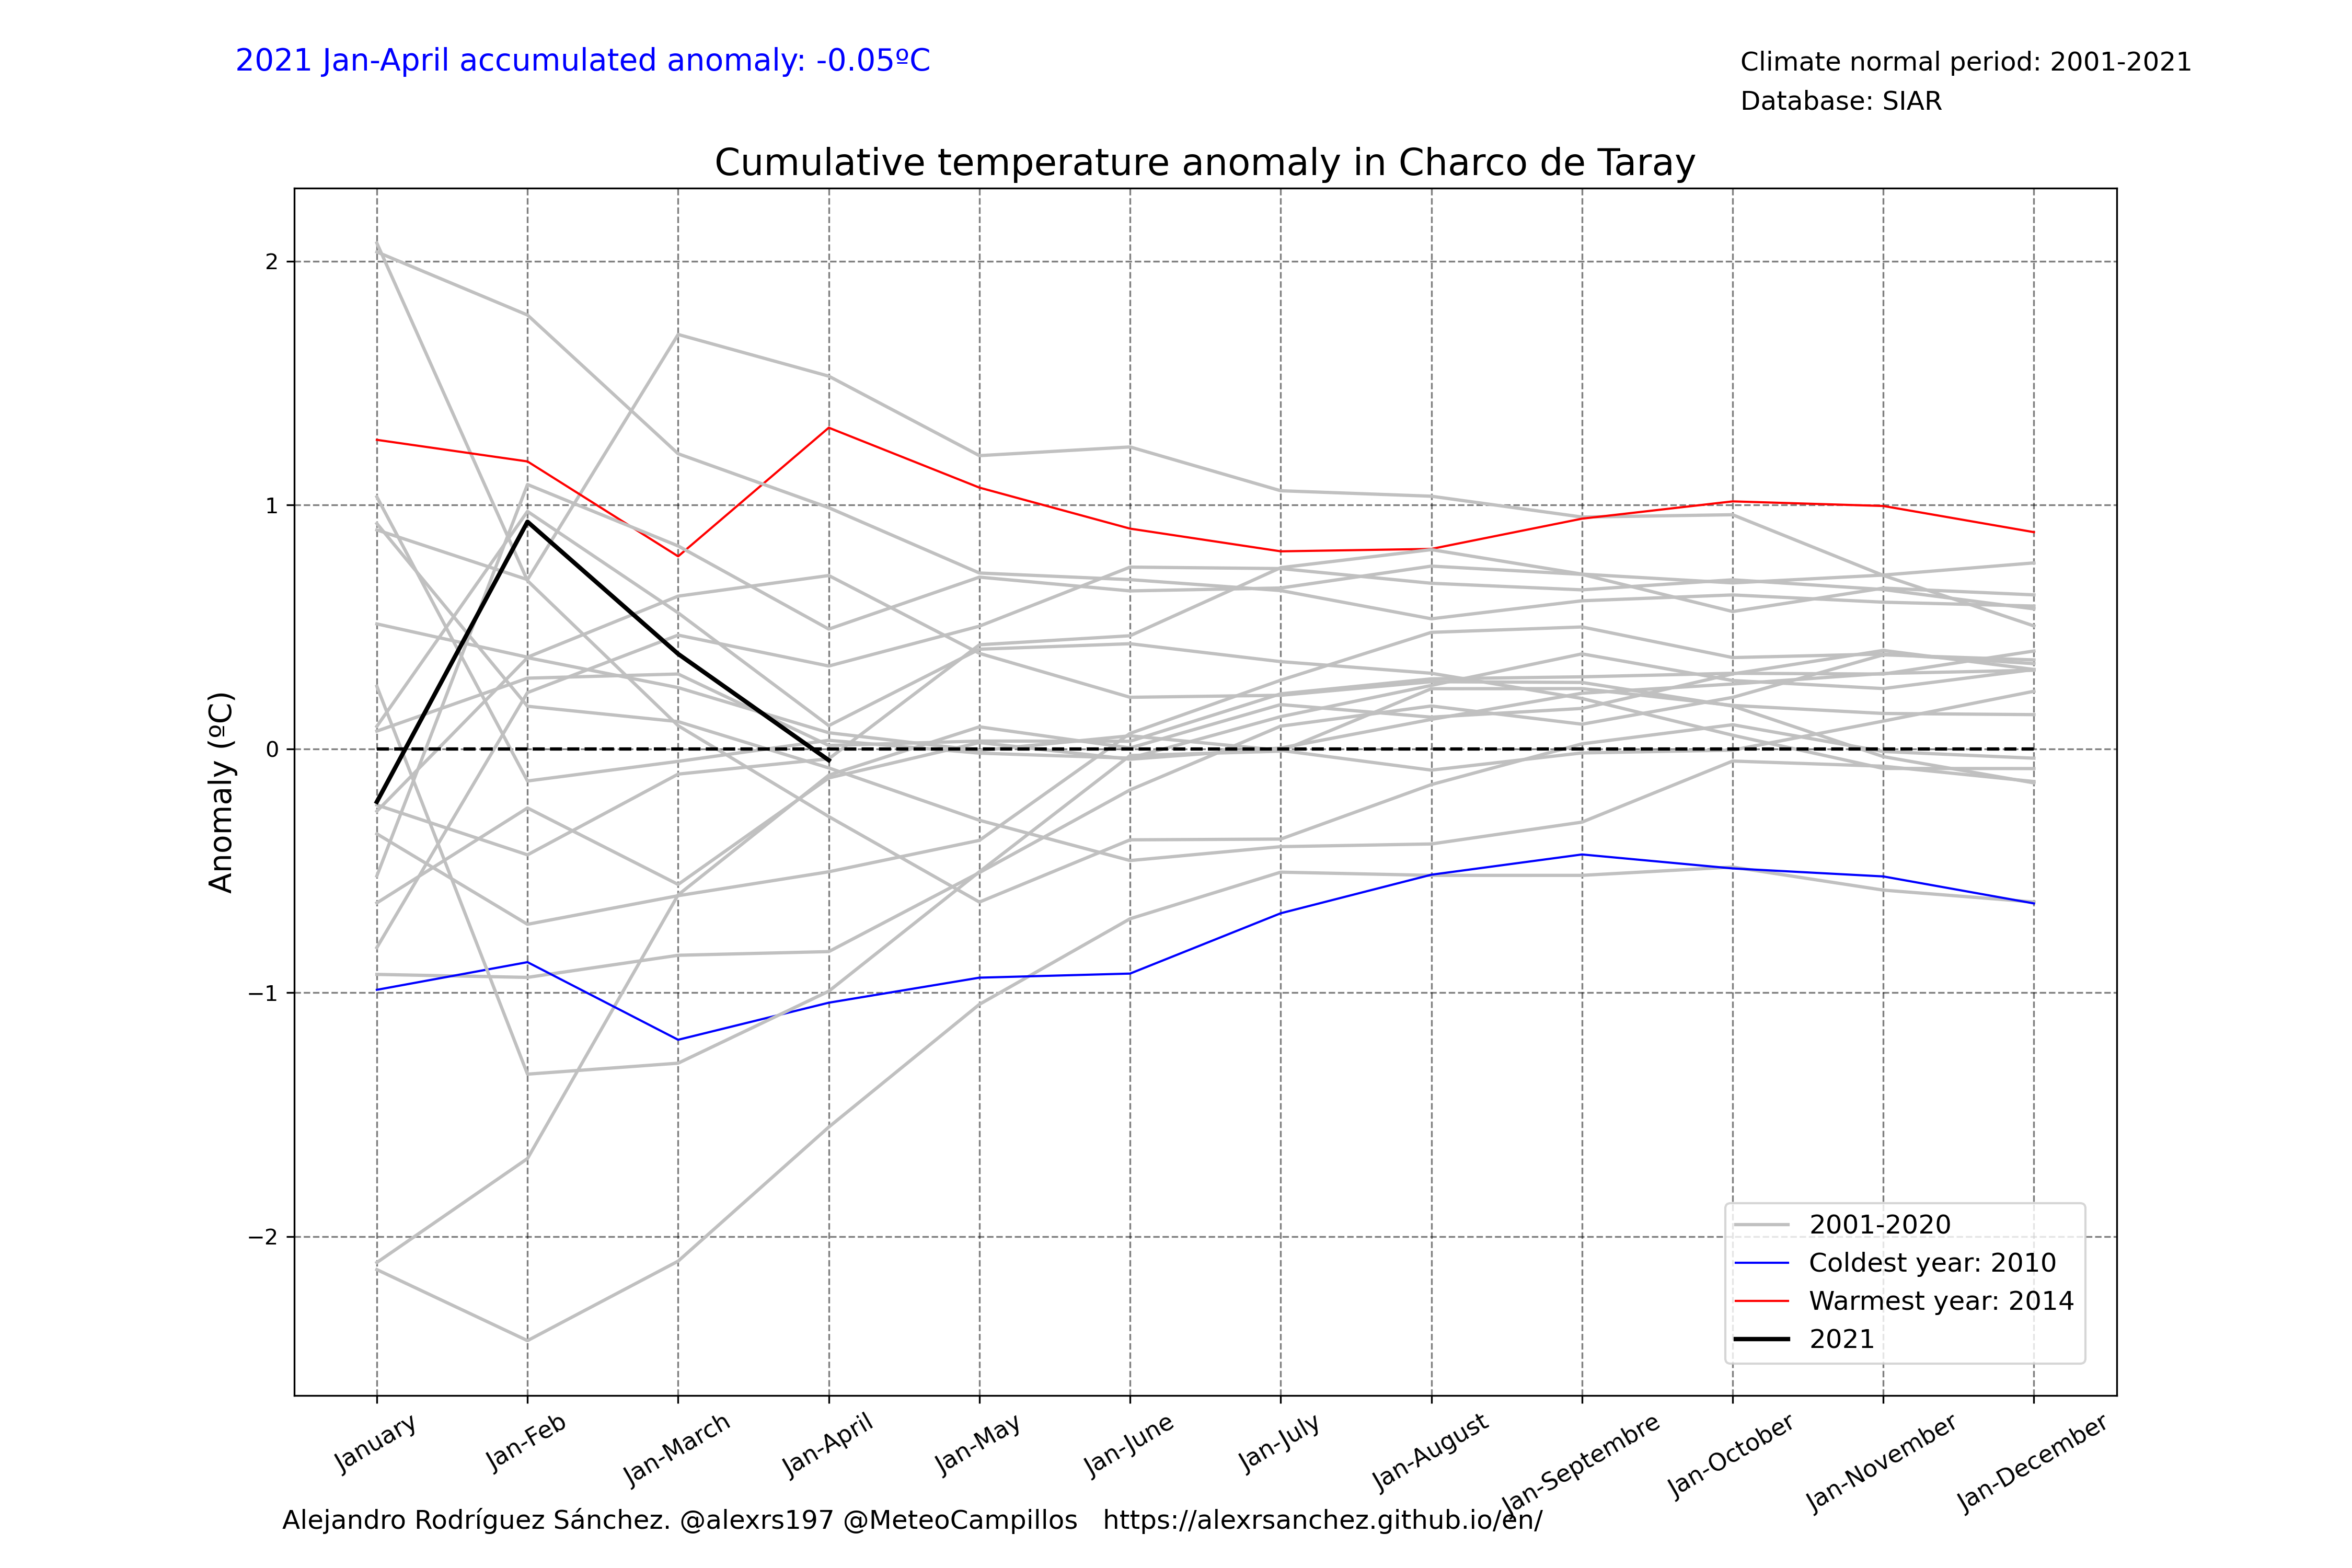 2021 Jan-April accumulated anomaly: -0.05ºC
Climate normal period: 2001-2021
Database: SIAR
Cumulative temperature anomaly in Charco de Taray
Anomaly (ºC)
2
1
0
−1
−2
2001-2020
Coldest year: 2010
Warmest year: 2014
2021
January
Jan-Feb
Jan-March
Jan-April
Jan-May
Jan-June
Jan-July
Jan-August
Jan-Septembre
Jan-October
Jan-November
Jan-December
Alejandro Rodríguez Sánchez. @alexrs197 @MeteoCampillos   https://alexrsanchez.github.io/en/